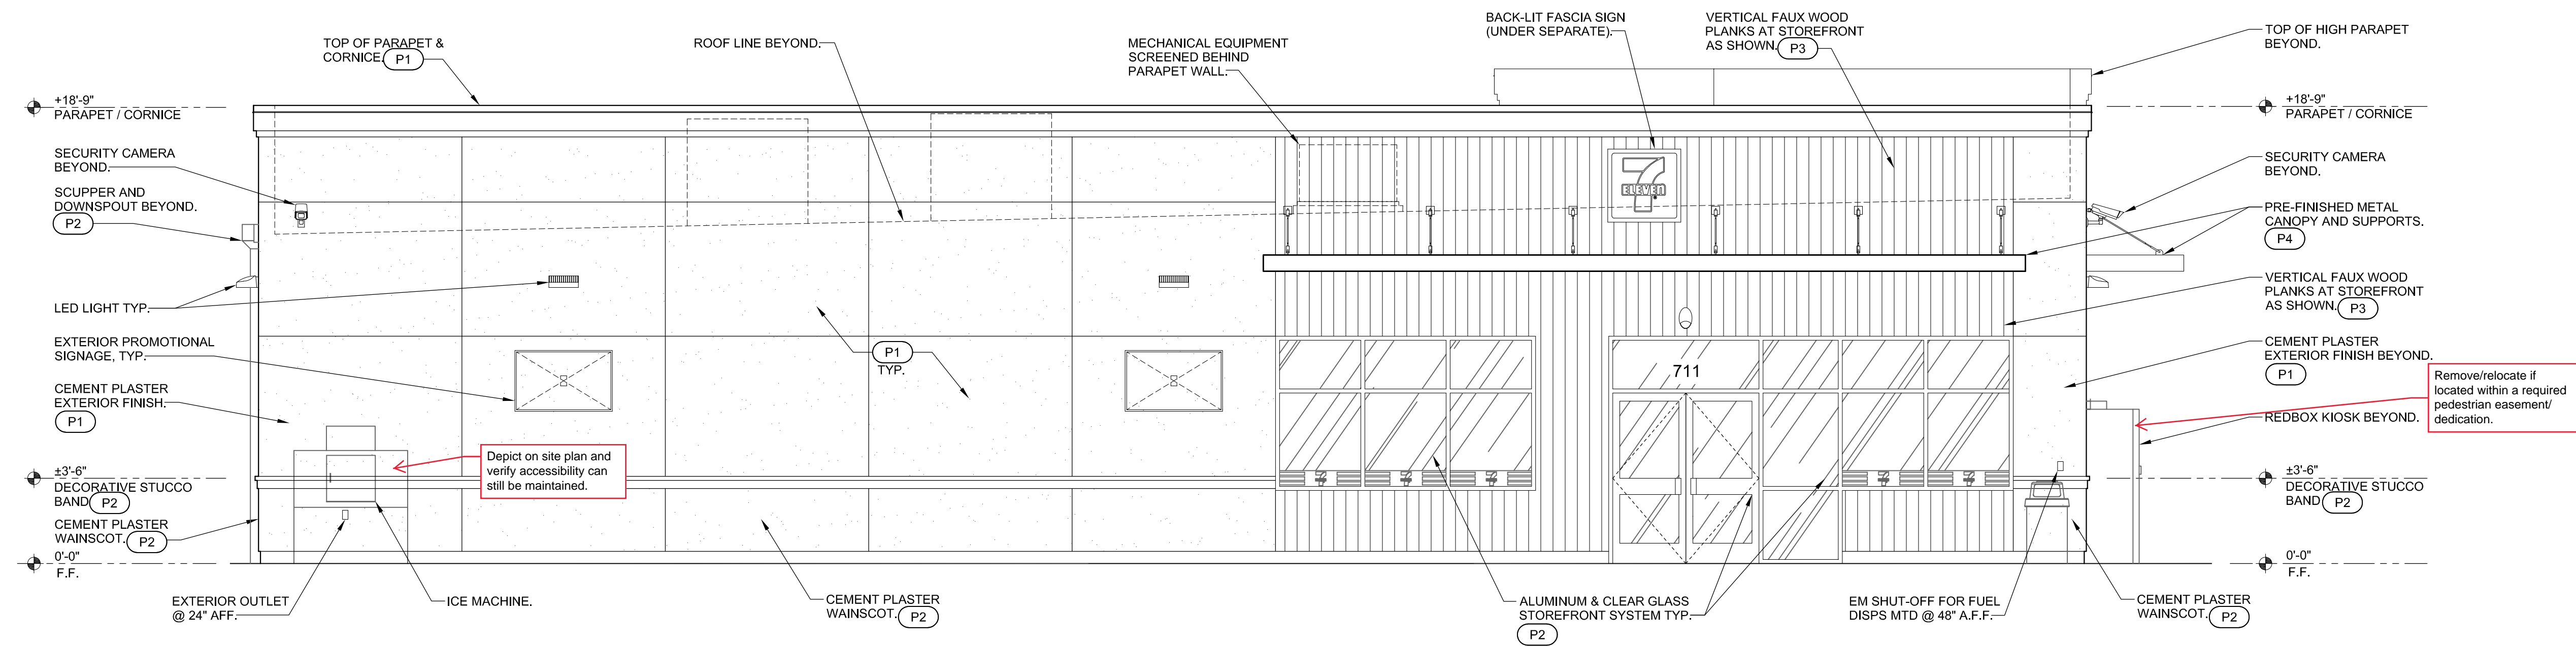 TOP OF PARAPET &
CORNICE. P1
ROOF LINE BEYOND.
MECHANICAL EQUIPMENT
SCREENED BEHIND
PARAPET WALL.
BACK-LIT FASCIA SIGN
(UNDER SEPARATE).
VERTICAL FAUX WOOD
PLANKS AT STOREFRONT
AS SHOWN. P3
TOP OF HIGH PARAPET
BEYOND.
+18'-9"
PARAPET / CORNICE
SECURITY CAMERA
BEYOND.
SCUPPER AND
DOWNSPOUT BEYOND.
P2
LED LIGHT TYP.
EXTERIOR PROMOTIONAL
SIGNAGE, TYP.
CEMENT PLASTER
EXTERIOR FINISH.
P1
±3'-6"
DECORATIVE STUCCO
BAND P2
CEMENT PLASTER
WAINSCOT. P2
0'-0"
F.F.
7
ELEVEN
P1
TYP.
711
7
7
7
7
7
Depict on site plan and
verify accessibility can
still be maintained.
+18'-9"
PARAPET / CORNICE
SECURITY CAMERA
BEYOND.
PRE-FINISHED METAL
CANOPY AND SUPPORTS.
P4
VERTICAL FAUX WOOD
PLANKS AT STOREFRONT
AS SHOWN. P3
CEMENT PLASTER
EXTERIOR FINISH BEYOND.
P1
Remove/relocate if
located within a required
pedestrian easement/
dedication.
REDBOX KIOSK BEYOND.
±3'-6"
DECORATIVE STUCCO
BAND P2
0'-0"
F.F.
EXTERIOR OUTLET
@ 24" AFF.
ICE MACHINE.
CEMENT PLASTER
WAINSCOT. P2
ALUMINUM & CLEAR GLASS
STOREFRONT SYSTEM TYP.
P2
EM SHUT-OFF FOR FUEL
DISPS MTD @ 48" A.F.F.
CEMENT PLASTER
WAINSCOT. P2